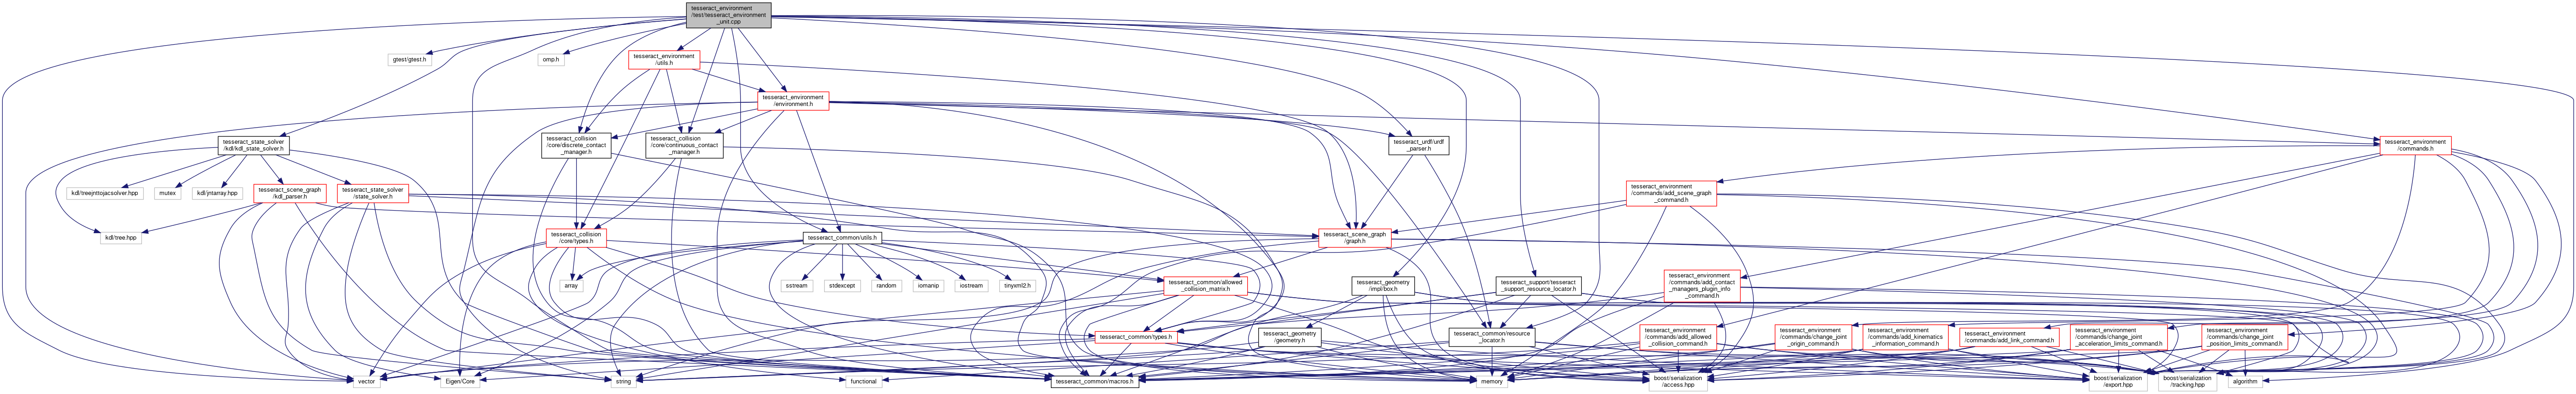 tesseract_environment
/test/tesseract_environment
_unit.cpp
gtest/gtest.h
omp.h
tesseract_environment
/utils.h
tesseract_environment
/environment.h
tesseract_state_solver
/kdl/kdl_state_solver.h
tesseract_collision
/core/discrete_contact
_manager.h
tesseract_collision
/core/continuous_contact
_manager.h
tesseract_urdf/urdf
_parser.h
tesseract_environment
/commands.h
kdl/treejnttojacsolver.hpp
mutex
kdl/jntarray.hpp
tesseract_scene_graph
/kdl_parser.h
tesseract_state_solver
/state_solver.h
tesseract_environment
/commands/add_scene_graph
_command.h
kdl/tree.hpp
tesseract_collision
/core/types.h
tesseract_common/utils.h
tesseract_scene_graph
/graph.h
array
sstream
stdexcept
random
iomanip
iostream
tinyxml2.h
tesseract_common/allowed
_collision_matrix.h
tesseract_geometry
/impl/box.h
tesseract_support/tesseract
_support_resource_locator.h
tesseract_environment
/commands/add_contact
_managers_plugin_info
_command.h
tesseract_common/types.h
tesseract_geometry
/geometry.h
tesseract_common/resource
_locator.h
tesseract_environment
/commands/add_allowed
_collision_command.h
tesseract_environment
/commands/change_joint
_origin_command.h
tesseract_environment
/commands/add_kinematics
_information_command.h
tesseract_environment
/commands/add_link_command.h
tesseract_environment
/commands/change_joint
_acceleration_limits_command.h
tesseract_environment
/commands/change_joint
_position_limits_command.h
vector
Eigen/Core
string
functional
tesseract_common/macros.h
memory
boost/serialization
/access.hpp
boost/serialization
/export.hpp
boost/serialization
/tracking.hpp
algorithm